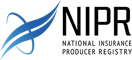 NIPR
NATIONAL INSURANCE
PRODUCER REGISTRY